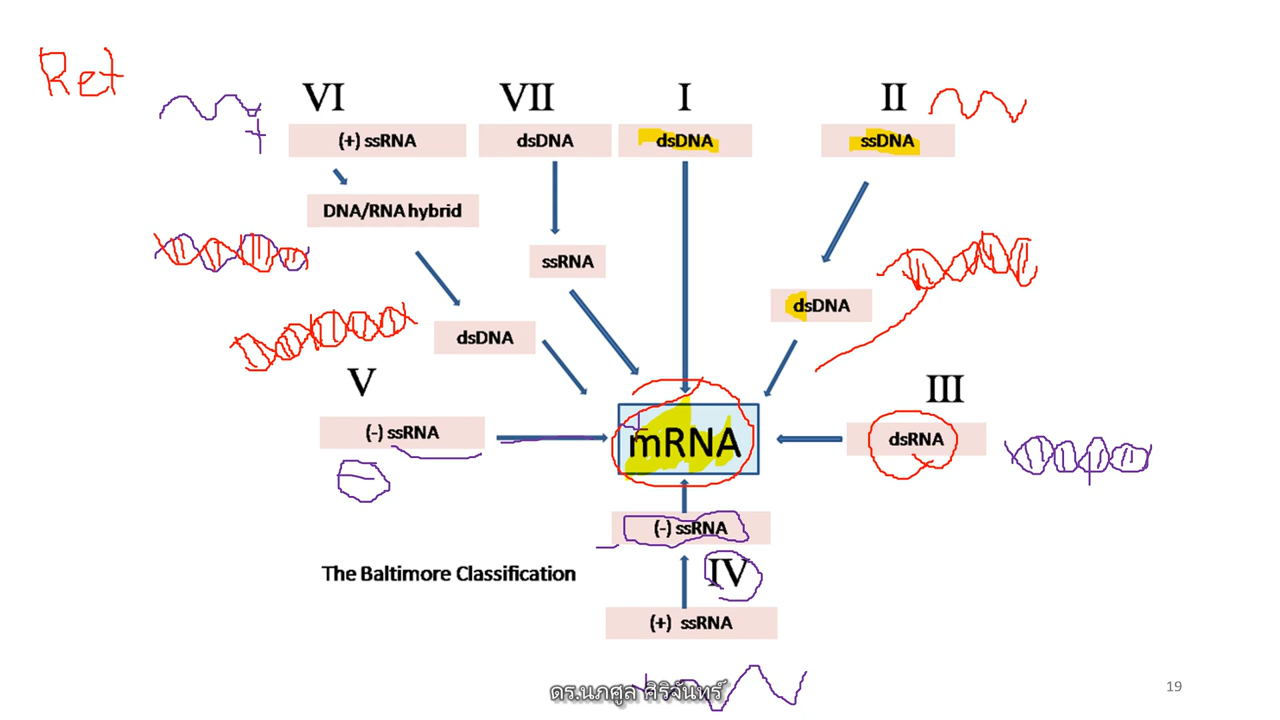 Ret
VI
VII
I
II
(+) ssRNA
dsDNA
dsDNA
ssDNA
DNA/RNA hybrid
ssRNA
dsDNA
dsDNA
V
III
(-) ssRNA
mRNA
dsRNA
(-) ssRNA
IV
The Baltimore Classification
(+) ssRNA
ดร.นภศูล ศิริจันทร์
19